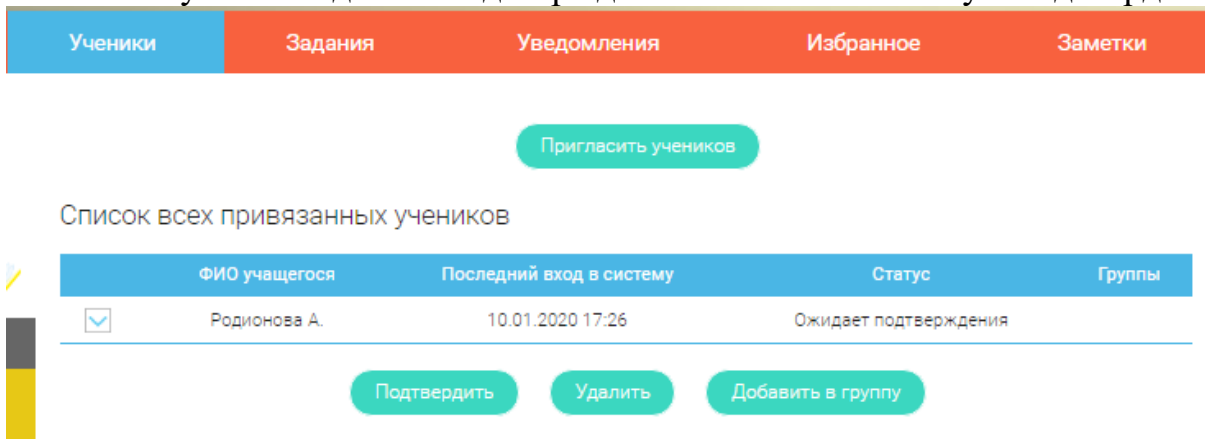 Ученики Задания Уведомления Избранное Заметки
Пригласить учеников
Список всех привязанных учеников
ФИО учащегося Последний вход в систему Статус Группы
Родионова А. 10.01.2020 17:26 Ожидает подтверждения
Подтвердить Удалить Добавить в группу